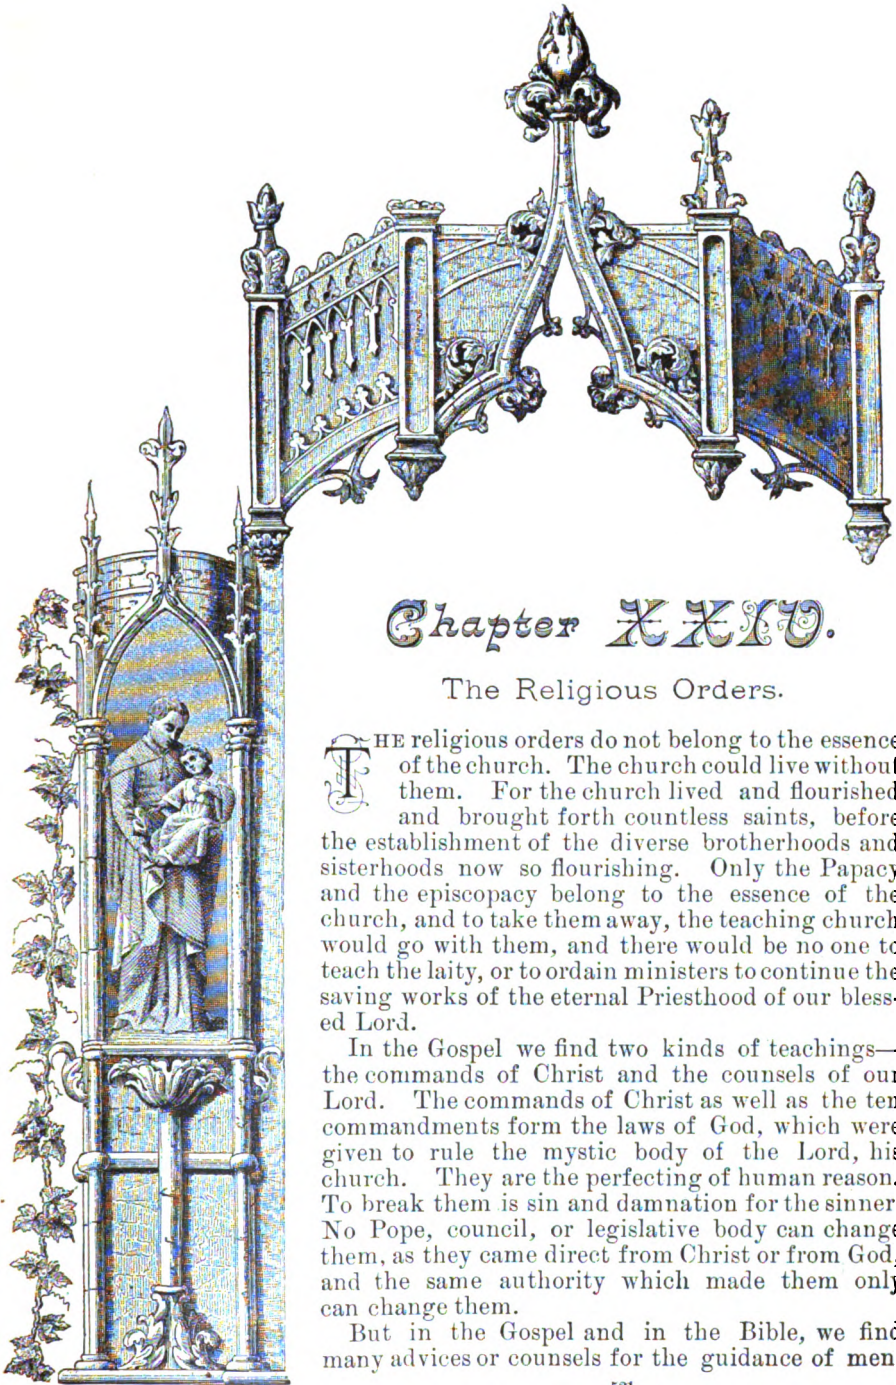 Chapter XXIV.
The Religious Orders.
THE religious orders do not belong to the essence
of the church. The church could live without
them. For the church lived and flourished
and brought forth countless saints, before
the establishment of the diverse brotherhoods and
sisterhoods now so flourishing. Only the Papacy
and the episcopacy belong to the essence of the
church, and to take them away, the teaching church
would go with them, and there would be no one to
teach the laity, or to ordain ministers to continue the
saving works of the eternal Priesthood of our bless-
ed Lord.
In the Gospel we find two kinds of teachings—
the commands of Christ and the counsels of our
Lord. The commands of Christ as well as the ten
commandments form the laws of God, which were
given to rule the mystic body of the Lord, his
church. They are the perfecting of human reason.
To break them is sin and damnation for the sinner
No Pope, council, or legislative body can change
them, as they came direct from Christ or from God,
and the same authority which made them only
can change them.
But in the Gospel and in the Bible, we find
many advices or counsels for the guidance of men